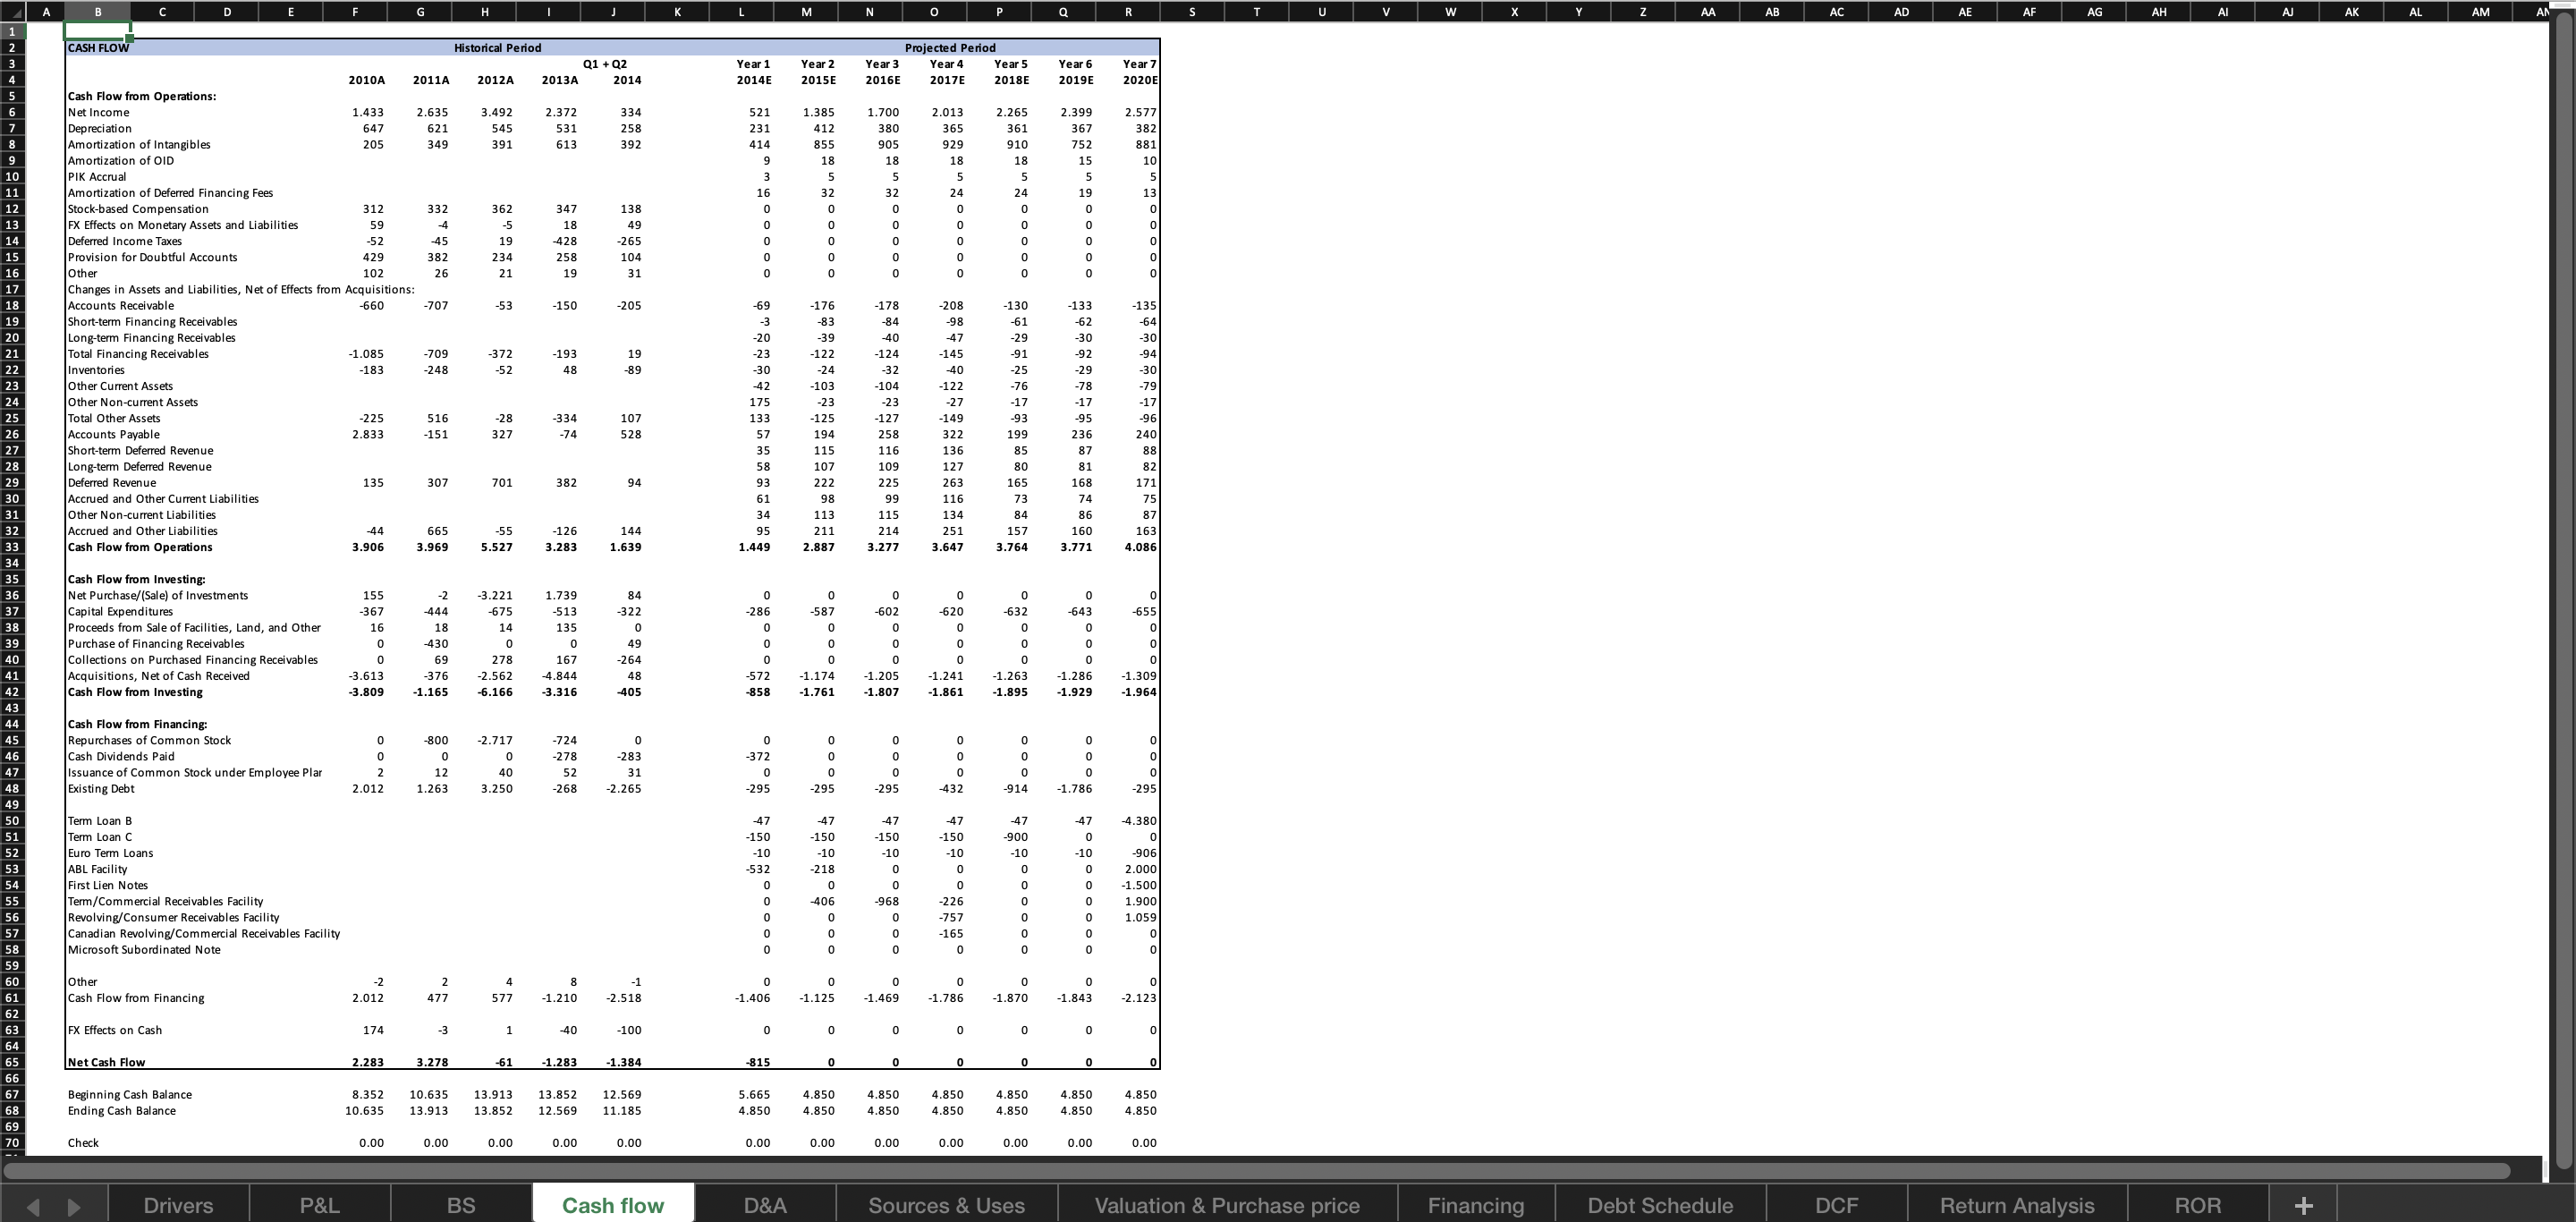 A B C D E F G H I J K L M N O P Q R S T U V W X Y Z AA AB AC AD AE AF AG AH AI AJ AK AL AM
1
2 CASH FLOW Historical Period Projected Period
3 Q1 + Q2 Year 1 Year 2 Year 3 Year 4 Year 5 Year 6 Year 7
4 2010A 2011A 2012A 2013A 2014 2014E 2015E 2016E 2017E 2018E 2019E 2020E
5 Cash Flow from Operations:
6 Net Income 1.433 2.635 3.492 2.372 334 521 1.385 1.700 2.013 2.265 2.399 2.577
7 Depreciation 647 621 545 531 258 231 412 380 365 361 367 382
8 Amortization of Intangibles 205 349 391 613 392 414 855 905 929 910 752 881
9 Amortization of OID 9 18 18 18 18 15 10
10 PIK Accrual 3 5 5 5 5 5 5
11 Amortization of Deferred Financing Fees 16 32 32 24 24 19 13
12 Stock-based Compensation 312 332 362 347 138 0 0 0 0 0 0 0
13 FX Effects on Monetary Assets and Liabilities 59 -4 -5 18 49 0 0 0 0 0 0 0
14 Deferred Income Taxes -52 -45 19 -428 -265 0 0 0 0 0 0 0
15 Provision for Doubtful Accounts 429 382 234 258 104 0 0 0 0 0 0 0
16 Other 102 26 21 19 31 0 0 0 0 0 0 0
17 Changes in Assets and Liabilities, Net of Effects from Acquisitions:
18 Accounts Receivable -660 -707 -53 -150 -205 -69 -176 -178 -208 -130 -133 -135
19 Short-term Financing Receivables -3 -83 -84 -98 -61 -62 -64
20 Long-term Financing Receivables -20 -39 -40 -47 -29 -30 -30
21 Total Financing Receivables -1.085 -709 -372 -193 19 -23 -122 -124 -145 -91 -92 -94
22 Inventories -183 -248 -52 48 -89 -30 -24 -32 -40 -25 -29 -30
23 Other Current Assets -42 -103 -104 -122 -76 -78 -79
24 Other Non-current Assets 175 -23 -23 -27 -17 -17 -17
25 Total Other Assets -225 516 -28 -334 107 133 -125 -127 -149 -93 -95 -96
26 Accounts Payable 2.833 -151 327 -74 528 57 194 258 322 199 236 240
27 Short-term Deferred Revenue 35 115 116 136 85 87 88
28 Long-term Deferred Revenue 58 107 109 127 80 81 82
29 Deferred Revenue 135 307 701 382 94 93 222 225 263 165 168 171
30 Accrued and Other Current Liabilities 61 98 99 116 73 74 75
31 Other Non-current Liabilities 34 113 115 134 84 86 87
32 Accrued and Other Liabilities -44 665 -55 -126 144 95 211 214 251 157 160 163
33 Cash Flow from Operations 3.906 3.969 5.527 3.283 1.639 1.449 2.887 3.277 3.647 3.764 3.771 4.086
34
35 Cash Flow from Investing:
36 Net Purchase/(Sale) of Investments 155 -2 -3.221 1.739 84 0 0 0 0 0 0 0
37 Capital Expenditures -367 -444 -675 -513 -322 -286 -587 -602 -620 -632 -643 -655
38 Proceeds from Sale of Facilities, Land, and Other 16 18 14 135 0 0 0 0 0 0 0 0
39 Purchase of Financing Receivables 0 -430 0 0 49 0 0 0 0 0 0 0
40 Collections on Purchased Financing Receivables 0 69 278 167 -264 0 0 0 0 0 0 0
41 Acquisitions, Net of Cash Received -3.613 -376 -2.562 -4.844 48 -572 -1.174 -1.205 -1.241 -1.263 -1.286 -1.309
42 Cash Flow from Investing -3.809 -1.165 -6.166 -3.316 -405 -858 -1.761 -1.807 -1.861 -1.895 -1.929 -1.964
43
44 Cash Flow from Financing:
45 Repurchases of Common Stock 0 -800 -2.717 -724 0 0 0 0 0 0 0 0
46 Cash Dividends Paid 0 0 0 -278 -283 -372 0 0 0 0 0 0
47 Issuance of Common Stock under Employee Plar 2 12 40 52 31 0 0 0 0 0 0 0
48 Existing Debt 2.012 1.263 3.250 -268 -2.265 -295 -295 -295 -432 -914 -1.786 -295
49
50 Term Loan B -47 -47 -47 -47 -47 -47 -4.380
51 Term Loan C -150 -150 -150 -150 -900 0 0
52 Euro Term Loans -10 -10 -10 -10 -10 -10 -906
53 ABL Facility -532 -218 0 0 0 0 2.000
54 First Lien Notes 0 0 0 0 0 0 -1.500
55 Term/Commercial Receivables Facility 0 -406 -968 -226 0 0 1.900
56 Revolving/Consumer Receivables Facility 0 0 0 -757 0 0 1.059
57 Canadian Revolving/Commercial Receivables Facility 0 0 0 -165 0 0 0
58 Microsoft Subordinated Note 0 0 0 0 0 0 0
59
60 Other -2 2 4 8 -1 0 0 0 0 0 0 0
61 Cash Flow from Financing 2.012 477 577 -1.210 -2.518 -1.406 -1.125 -1.469 -1.786 -1.870 -1.843 -2.123
62
63 FX Effects on Cash 174 -3 1 -40 -100 0 0 0 0 0 0 0
64
65 Net Cash Flow 2.283 3.278 -61 -1.283 -1.384 -815 0 0 0 0 0 0
66
67 Beginning Cash Balance 8.352 10.635 13.913 13.852 12.569 5.665 4.850 4.850 4.850 4.850 4.850 4.850
68 Ending Cash Balance 10.635 13.913 13.852 12.569 11.185 4.850 4.850 4.850 4.850 4.850 4.850 4.850
69
70 Check 0.00 0.00 0.00 0.00 0.00 0.00 0.00 0.00 0.00 0.00 0.00 0.00
Drivers P&L BS Cash flow D&A Sources & Uses Valuation & Purchase price Financing Debt Schedule DCF Return Analysis ROR +